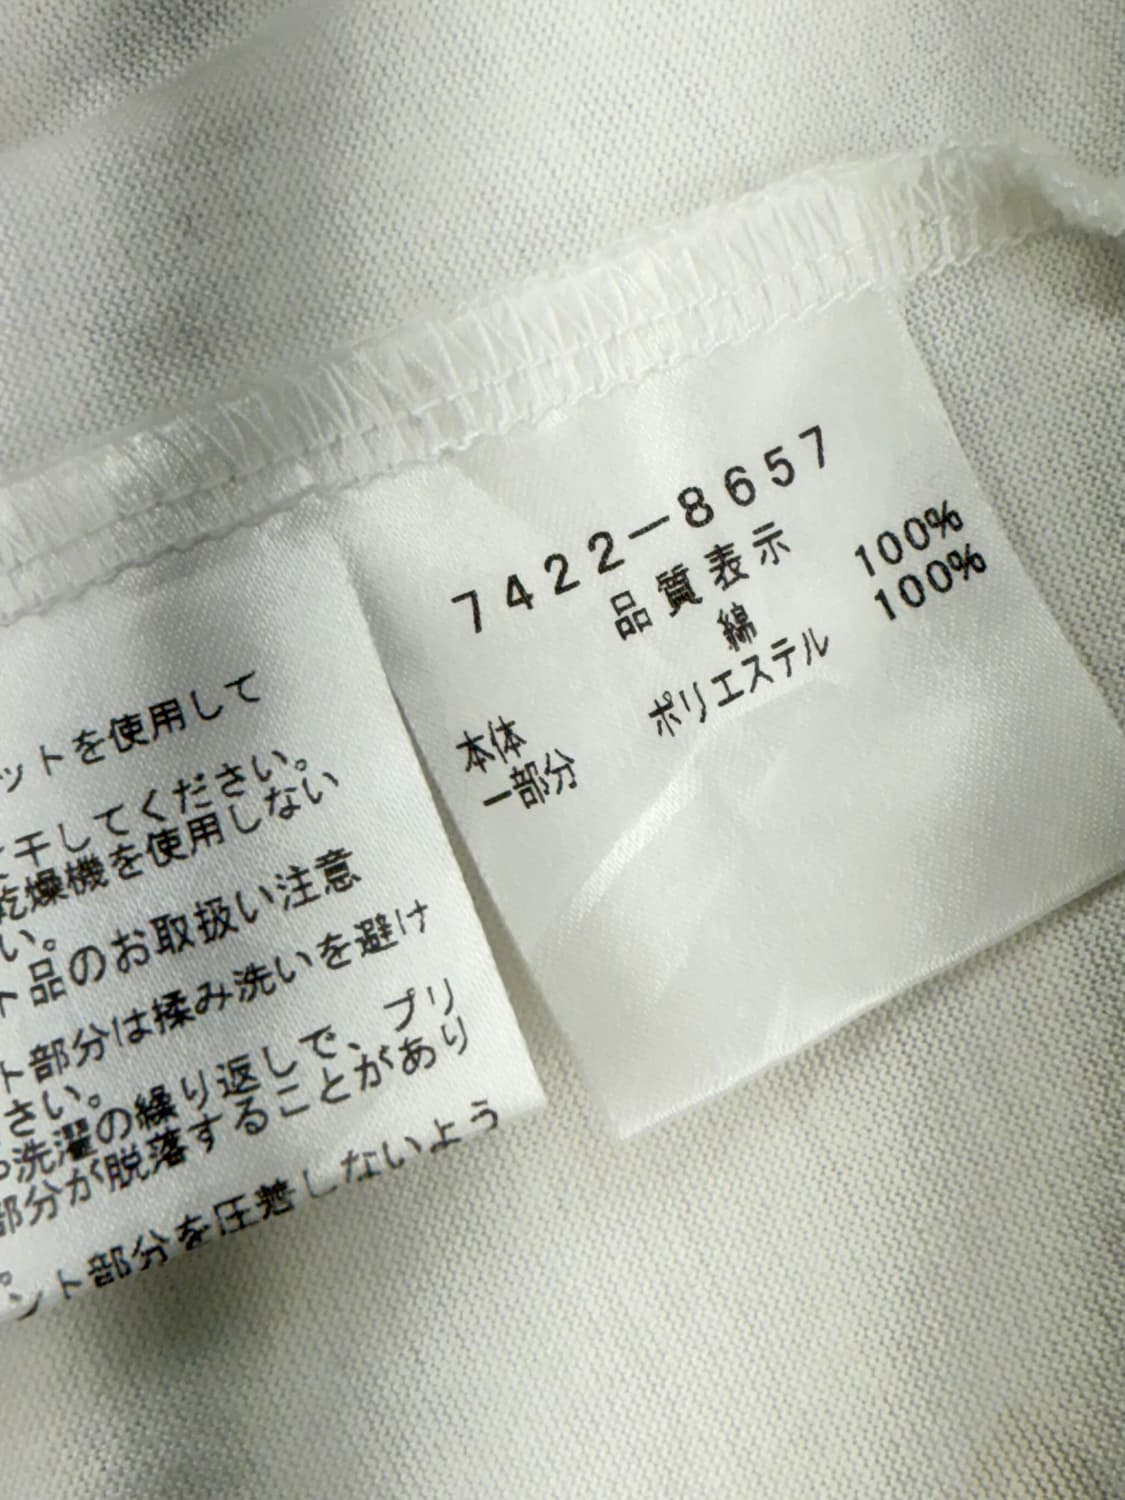 7422-8657
品質表示
本体 綿 100%
一部分 ポリエステル 100%
ットを使用して
干してください。
乾燥機を使用しない
い。
ト品のお取扱い注意
ト部分は揉み洗いを避け
さい。
洗濯の繰り返しで、プリ
部分が脱落することがあり
。
ント部分を圧着しないよう